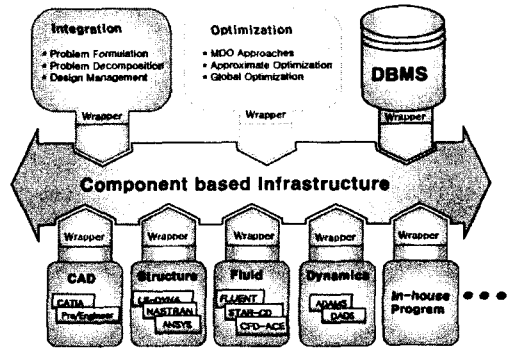 Integration
Problem Formulation
Problem Decomposition
Design Management
Optimization
MDO Approaches
Approximate Optimization
Global Optimization
DBMS
Wrapper
Wrapper
Wrapper
Component based Infrastructure
Wrapper
Wrapper
Wrapper
Wrapper
Wrapper
CAD
CATIA
Pro/Engineer
Structure
LS-DYNA
NASTRAN
ANSYS
Fluid
FLUENT
STAR-CD
CFD-ACE
Dynamics
ADAMS
DADS
In-house
Program